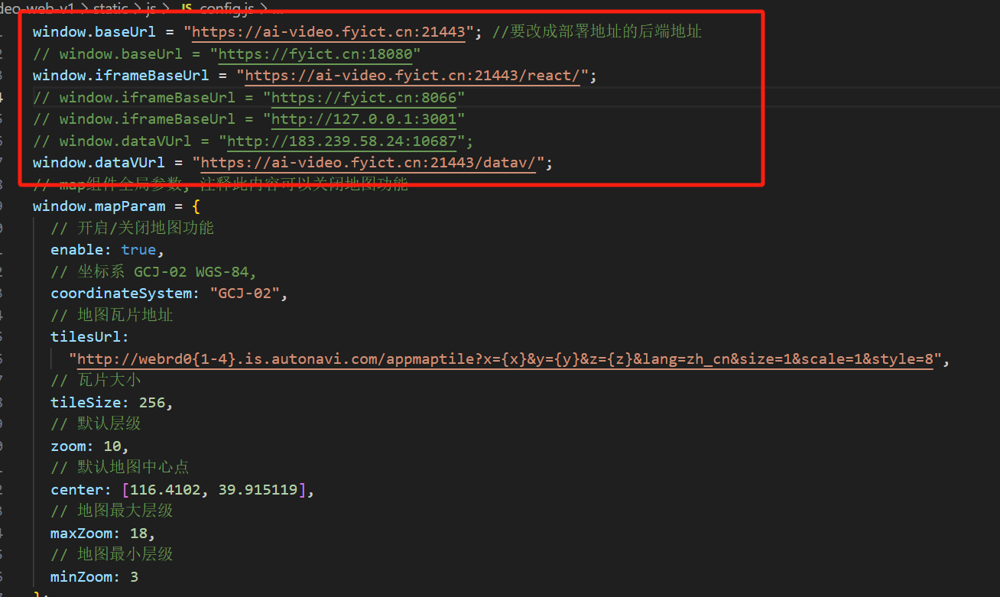 deo-web-v1 > static > js > JS config.js > ...
window.baseUrl = "https://ai-video.fyict.cn:21443"; //要改成部署地址的后端地址
// window.baseUrl = "https://fyict.cn:18080"
window.iframeBaseUrl = "https://ai-video.fyict.cn:21443/react/";
// window.iframeBaseUrl = "https://fyict.cn:8066"
// window.iframeBaseUrl = "http://127.0.0.1:3001"
// window.dataVUrl = "http://183.239.58.24:10687";
window.dataVUrl = "https://ai-video.fyict.cn:21443/datav/";
// map组件全局参数, 注释此内容可以关闭地图功能
window.mapParam = {
// 开启/关闭地图功能
enable: true,
// 坐标系 GCJ-02 WGS-84,
coordinateSystem: "GCJ-02",
// 地图瓦片地址
tilesUrl:
"http://webrd0{1-4}.is.autonavi.com/appmaptile?x={x}&y={y}&z={z}&lang=zh_cn&size=1&scale=1&style=8",
// 瓦片大小
tileSize: 256,
// 默认层级
zoom: 10,
// 默认地图中心点
center: [116.4102, 39.915119],
// 地图最大层级
maxZoom: 18,
// 地图最小层级
minZoom: 3
};